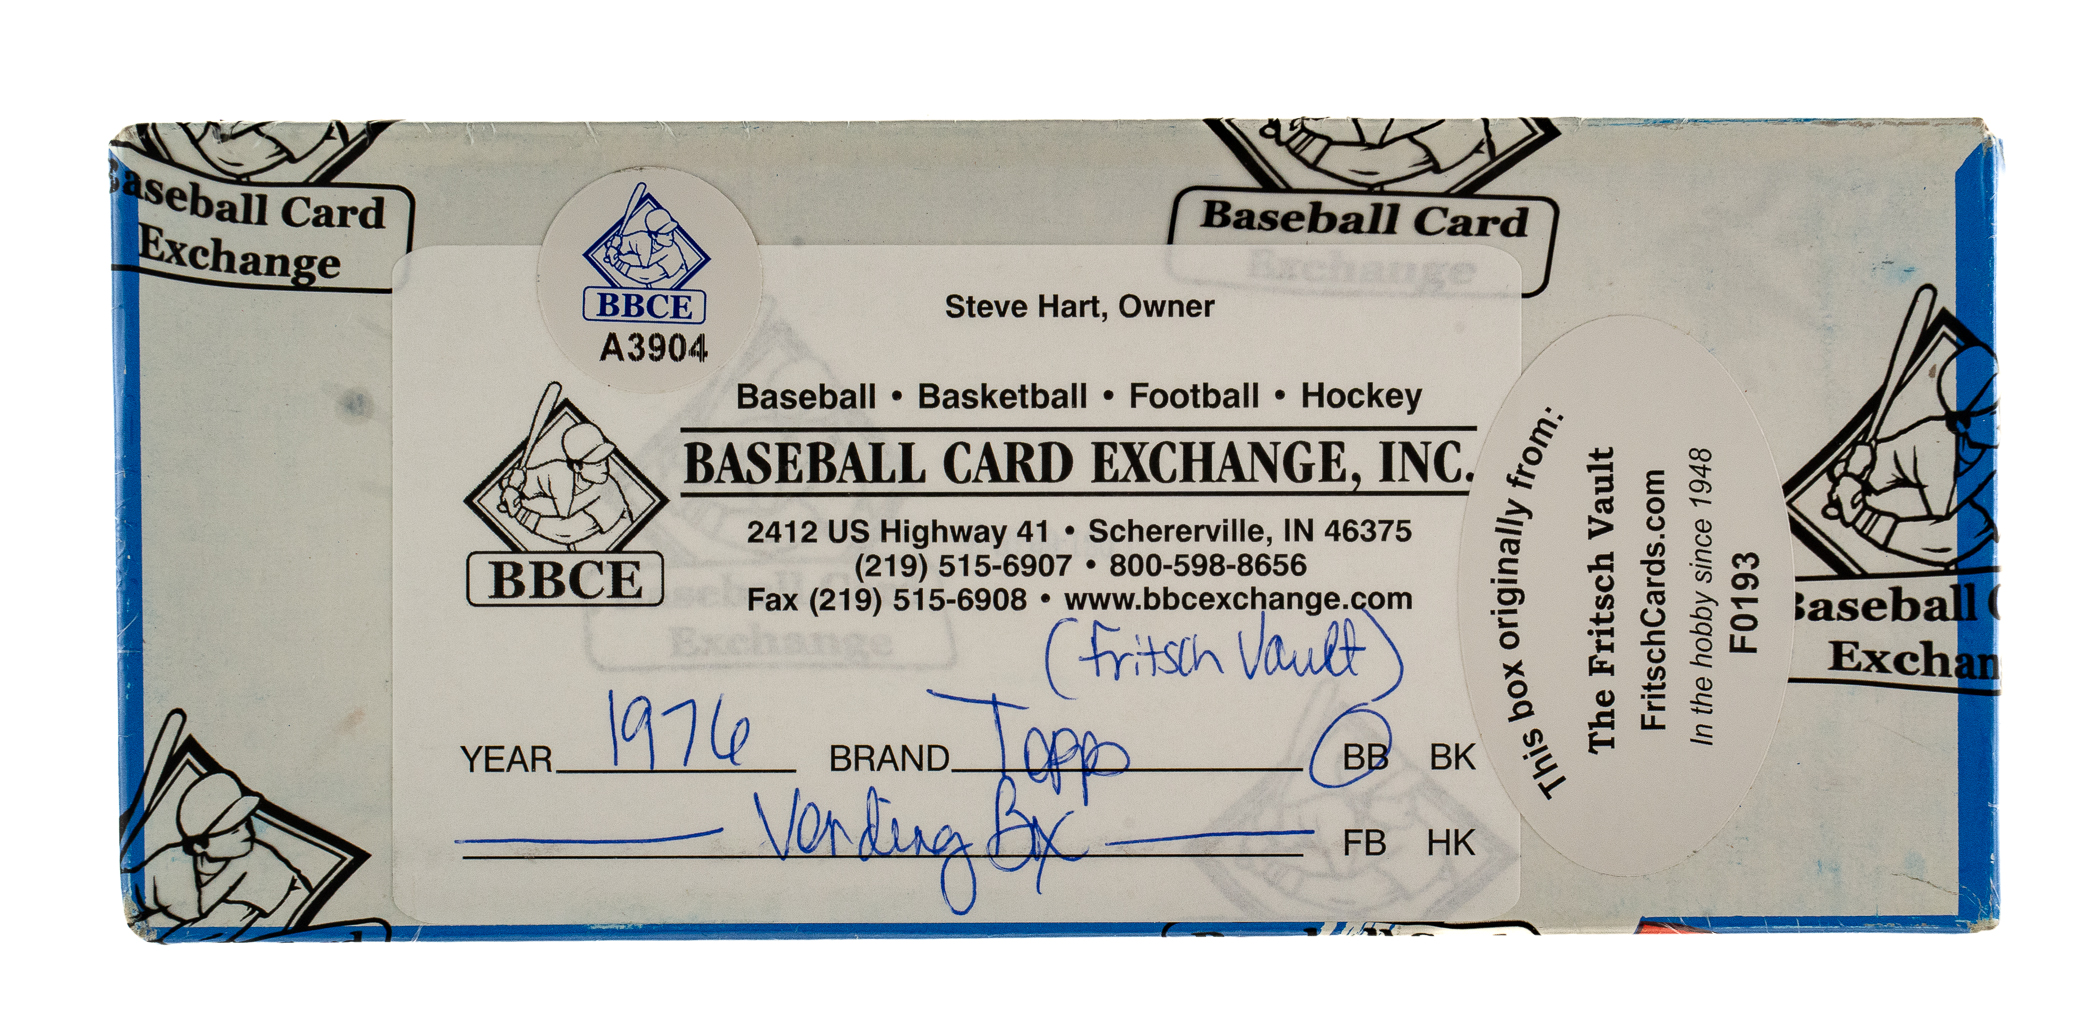 aseball Card
Exchange
Baseball Card
Exchange
BBCE
A3904
Steve Hart, Owner
Baseball • Basketball • Football • Hockey
BASEBALL CARD EXCHANGE, INC.
BBCE
2412 US Highway 41 • Schererville, IN 46375
(219) 515-6907 • 800-598-8656
Fax (219) 515-6908 • www.bbcexchange.com
Baseball Card
Exchange
(Fritsch Vault)
YEAR 1976 BRAND Topps BB BK
Vending Box FB HK
This box originally from:
The Fritsch Vault
FritschCards.com
In the hobby since 1948
F0193
Baseball
Exchan